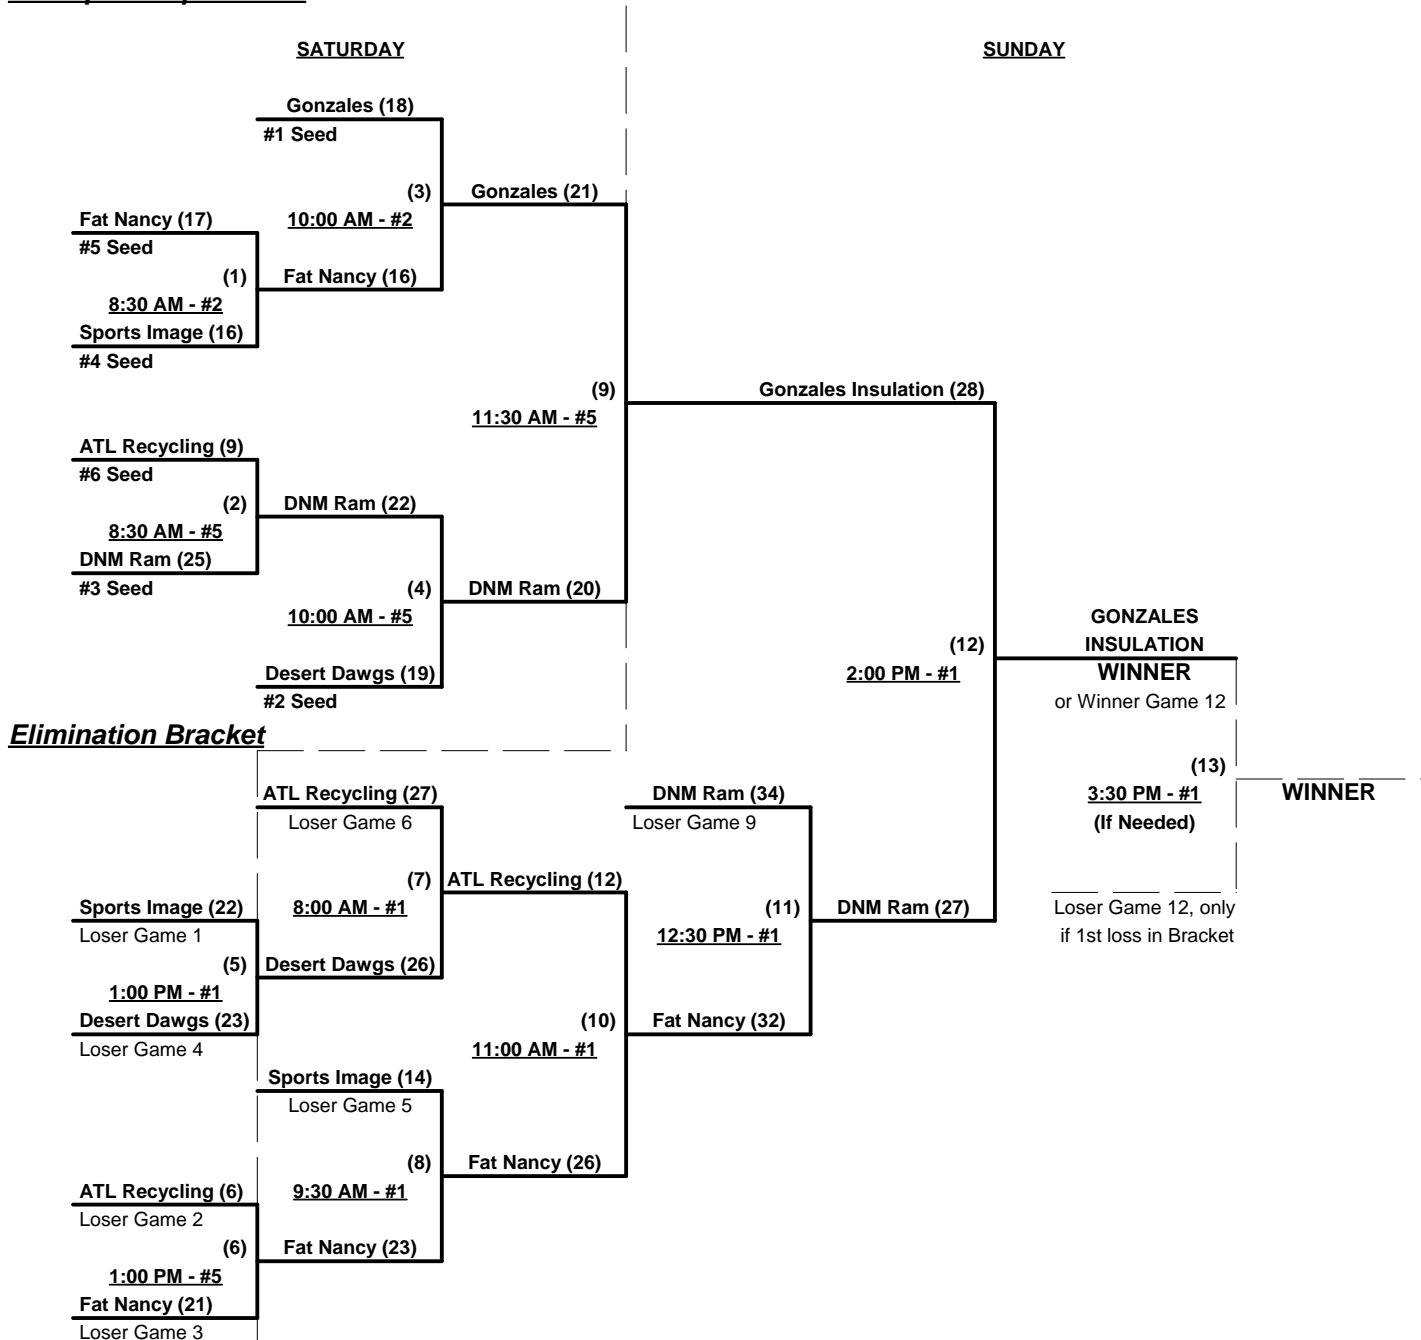 SATURDAY
SUNDAY
Gonzales (18)
#1 Seed
(3)
Gonzales (21)
Fat Nancy (17)
10:00 AM - #2
#5 Seed
(1)
Fat Nancy (16)
8:30 AM - #2
Sports Image (16)
#4 Seed
(9)
Gonzales Insulation (28)
11:30 AM - #5
ATL Recycling (9)
#6 Seed
(2)
DNM Ram (22)
8:30 AM - #5
DNM Ram (25)
#3 Seed
(4)
DNM Ram (20)
10:00 AM - #5
GONZALES
(12)
INSULATION
Desert Dawgs (19)
2:00 PM - #1
WINNER
#2 Seed
or Winner Game 12
Elimination Bracket
(13)
ATL Recycling (27)
DNM Ram (34)
3:30 PM - #1
WINNER
Loser Game 6
Loser Game 9
(If Needed)
(7)
ATL Recycling (12)
Sports Image (22)
8:00 AM - #1
(11)
DNM Ram (27)
Loser Game 12, only
Loser Game 1
12:30 PM - #1
if 1st loss in Bracket
(5)
Desert Dawgs (26)
1:00 PM - #1
Desert Dawgs (23)
(10)
Fat Nancy (32)
Loser Game 4
11:00 AM - #1
Sports Image (14)
Loser Game 5
(8)
Fat Nancy (26)
ATL Recycling (6)
9:30 AM - #1
Loser Game 2
(6)
Fat Nancy (23)
1:00 PM - #5
Fat Nancy (21)
Loser Game 3